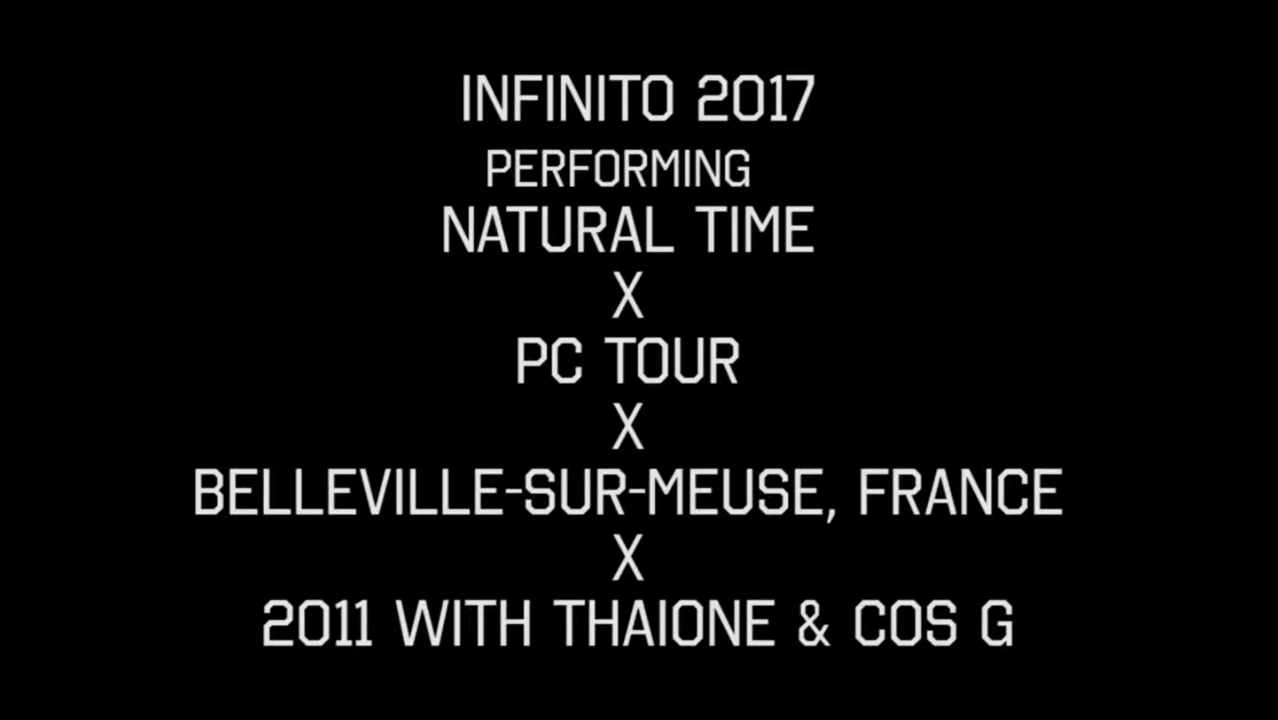 INFINITO 2017
PERFORMING
NATURAL TIME
X
PC TOUR
X
BELLEVILLE-SUR-MEUSE, FRANCE
X
2011 WITH THAIONE & COS G